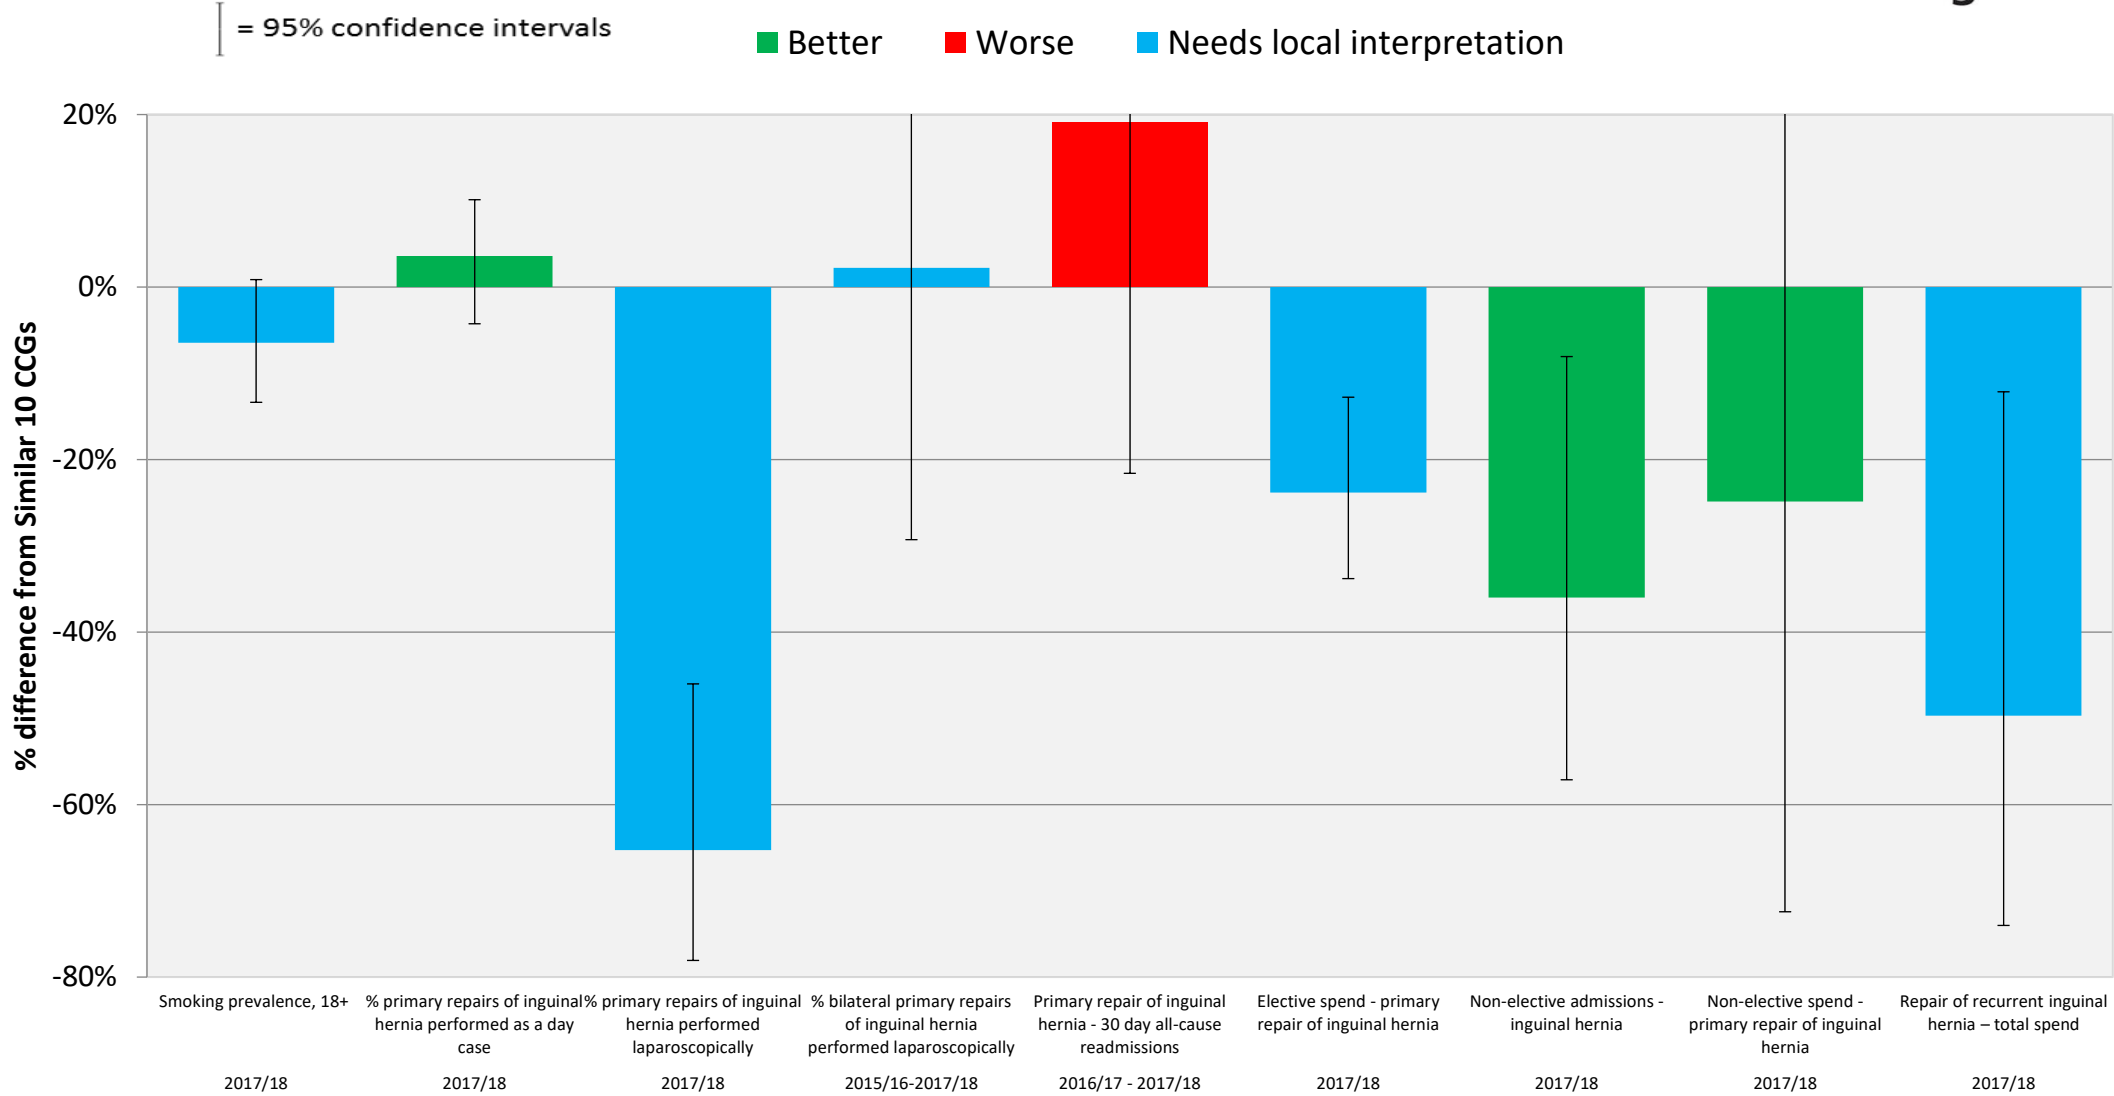 = 95% confidence intervals
Better
Worse
Needs local interpretation
20%
0%
-20%
-40%
-60%
-80%
% difference from Similar 10 CCGs
Smoking prevalence, 18+
2017/18
% primary repairs of inguinal
hernia performed as a day
case
2017/18
% primary repairs of inguinal
hernia performed
laparoscopically
2017/18
% bilateral primary repairs
of inguinal hernia
performed laparoscopically
2015/16-2017/18
Primary repair of inguinal
hernia - 30 day all-cause
readmissions
2016/17 - 2017/18
Elective spend - primary
repair of inguinal hernia
2017/18
Non-elective admissions -
inguinal hernia
2017/18
Non-elective spend -
primary repair of inguinal
hernia
2017/18
Repair of recurrent inguinal
hernia – total spend
2017/18